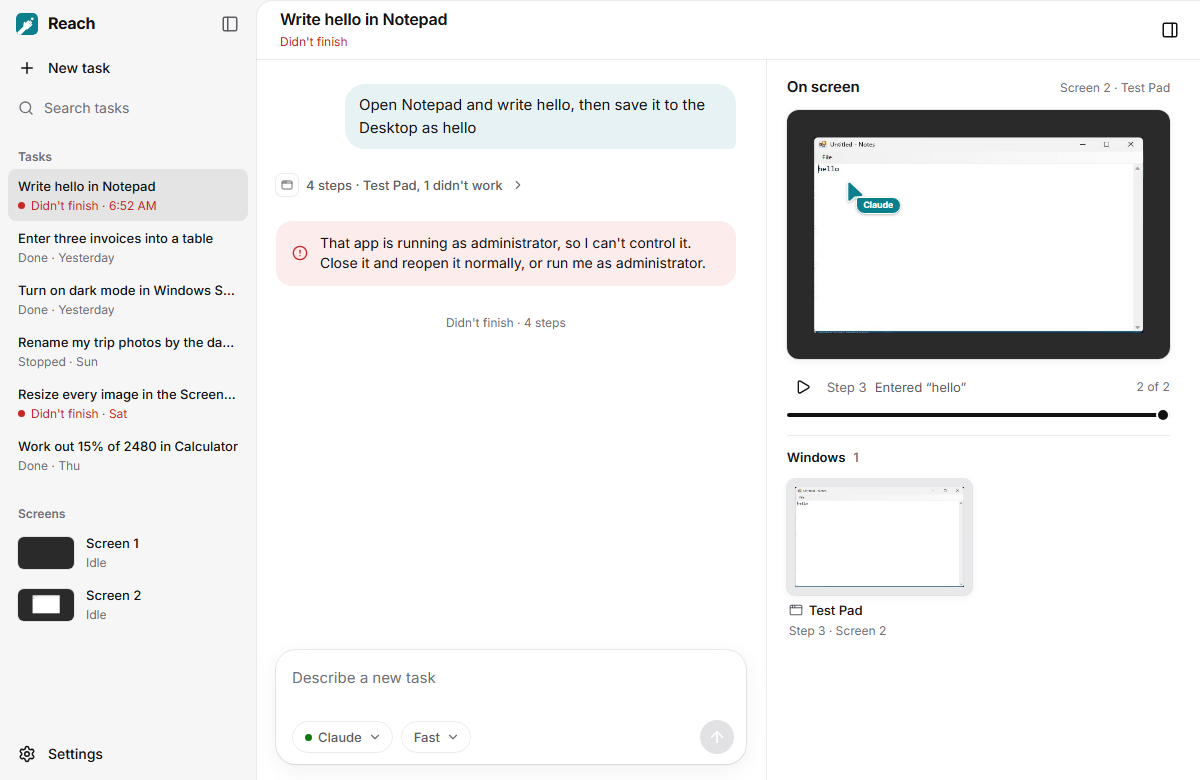 Reach
New task
Search tasks
Tasks
Write hello in Notepad
Didn't finish · 6:52 AM
Enter three invoices into a table
Done · Yesterday
Turn on dark mode in Windows S...
Done · Yesterday
Rename my trip photos by the da...
Stopped · Sun
Resize every image in the Screen...
Didn't finish · Sat
Work out 15% of 2480 in Calculator
Done · Thu
Screens
Screen 1
Idle
Screen 2
Idle
Settings
Write hello in Notepad
Didn't finish
Open Notepad and write hello, then save it to the
Desktop as hello
4 steps · Test Pad, 1 didn't work
That app is running as administrator, so I can't control it.
Close it and reopen it normally, or run me as administrator.
Didn't finish · 4 steps
Describe a new task
Claude
Fast
On screen
Screen 2 · Test Pad
Untitled - Notes
File
hello
Claude
Step 3 Entered “hello”
2 of 2
Windows 1
Untitled - Notes
File
hello
Test Pad
Step 3 · Screen 2